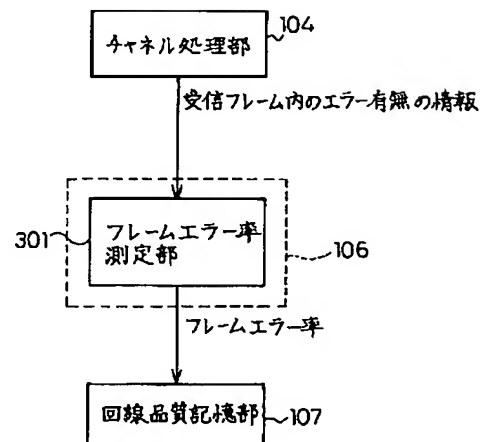 チャネル処理部
104
受信フレーム内のエラー有無の情報
301
フレームエラー率
測定部
106
フレームエラー率
回線品質記憶部
107